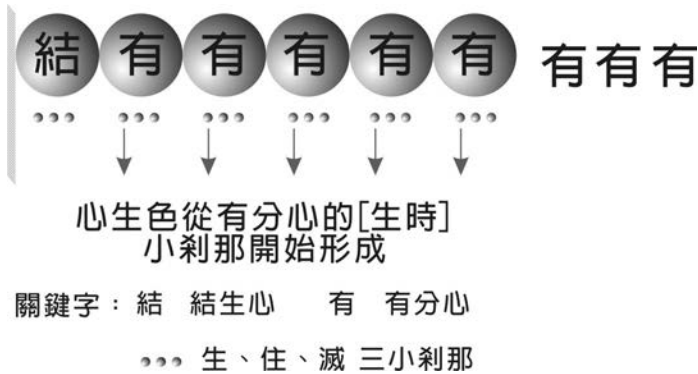 結有有有有有 有有有
心生色從有分心的[生時]
小剎那開始形成
關鍵字：結 結生心 有 有分心
生、住、滅 三小剎那